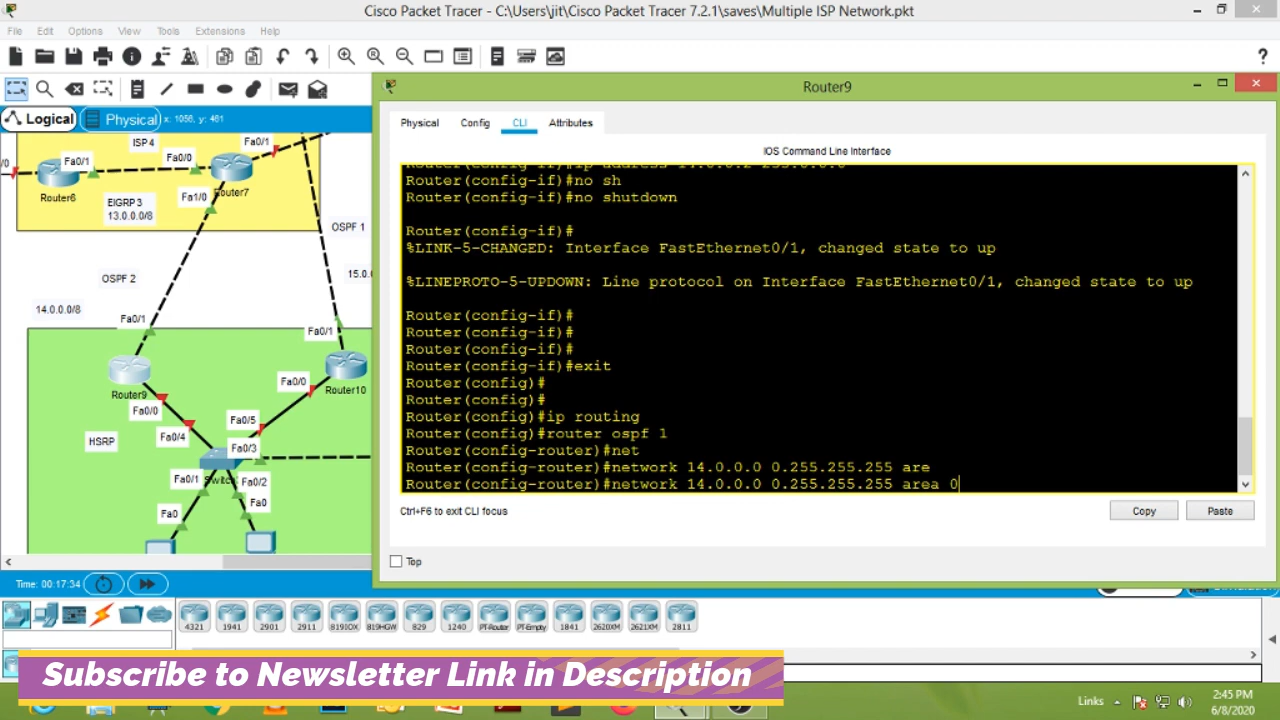 Cisco Packet Tracer - C:\Users\jit\Cisco Packet Tracer 7.2.1\saves\Multiple ISP Network.pkt
File Edit Options View Tools Extensions Help
Logical Physical x: 1056, y: 461
Router9
Physical Config CLI Attributes
IOS Command Line Interface
Router(config-if)#no sh
Router(config-if)#no shutdown
Router(config-if)#
%LINK-5-CHANGED: Interface FastEthernet0/1, changed state to up
%LINEPROTO-5-UPDOWN: Line protocol on Interface FastEthernet0/1, changed state to up
Router(config-if)#
Router(config-if)#
Router(config-if)#
Router(config-if)#exit
Router(config)#
Router(config)#
Router(config)#ip routing
Router(config)#router ospf 1
Router(config-router)#net
Router(config-router)#network 14.0.0.0 0.255.255.255 are
Router(config-router)#network 14.0.0.0 0.255.255.255 area 0
Ctrl+F6 to exit CLI focus
Copy Paste
Top
ISP 4
/0 Fa0/1 Fa0/0 Fa0/1
Router6 Router7
Fa1/0
EIGRP 3
13.0.0.0/8
OSPF 1
OSPF 2
15.0.
14.0.0.0/8
Fa0/1
Fa0/1
Router9 Router10
Fa0/0
Fa0/0
Fa0/5
Fa0/4
HSRP
Fa0/3
Fa0/1 Fa0/2
Fa0 Fa0
Time: 00:17:34
4321 1941 2901 2911 819IOX 819HGW 829 1240 PT-Router PT-Empty 1841 2620XM 2621XM 2811
Subscribe to Newsletter Link in Description
Links
2:45 PM
6/8/2020